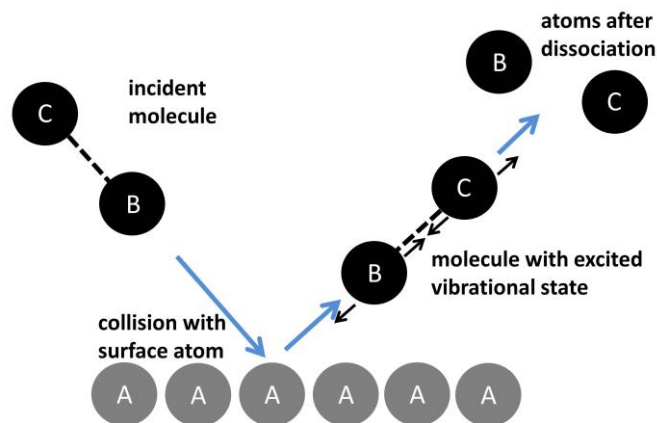 atoms after
dissociation
B
C
C
incident
molecule
B
C
B
molecule with excited
vibrational state
collision with
surface atom
A A A A A A